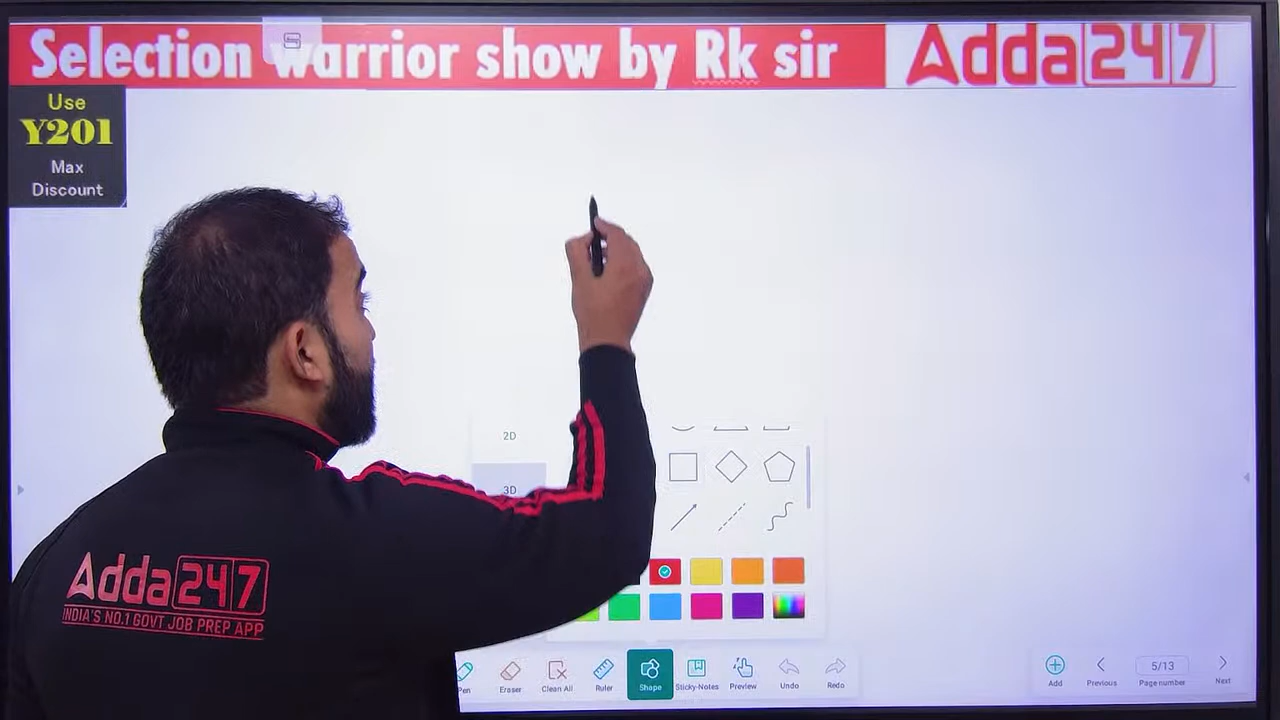 Selection warrior show by Rk sir
Adda247
Use
Y201
Max
Discount
2D
3D
Adda247
INDIA'S NO.1 GOVT JOB PREP APP
Pen
Eraser
Clean All
Ruler
Shape
Sticky-Notes
Preview
Undo
Redo
Add
Previous
5/13
Page number
Next